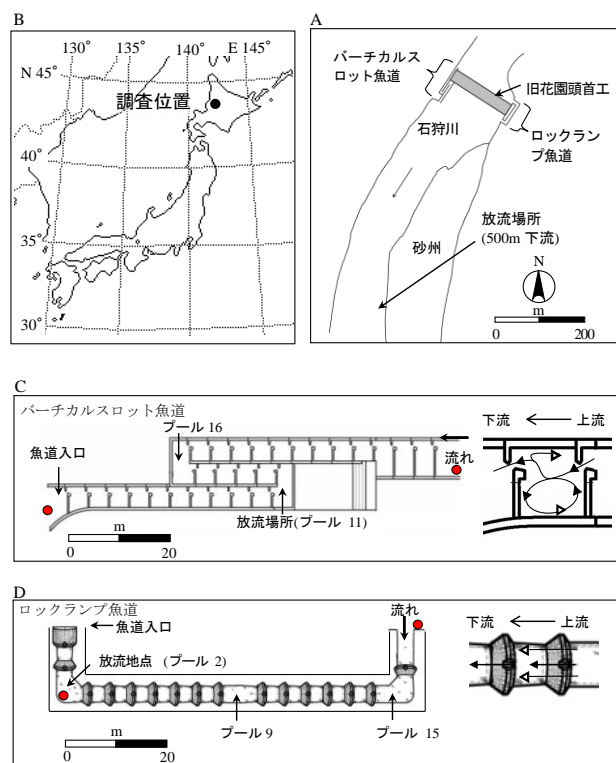 B
130° 135° 140° E 145°
N 45°
調査位置
40°
35°
30°
A
バーチカルス
ロット魚道
旧花園頭首工
石狩川
ロックラン
プ魚道
放流場所
(500m 下流)
砂州
N
m
0 200
C
バーチカルスロット魚道
プール 16
魚道入口
流れ
放流場所(プール 11)
m
0 20
下流 上流
D
ロックランプ魚道
魚道入口
流れ
放流地点 (プール 2)
プール 9
プール 15
m
0 20
下流 上流